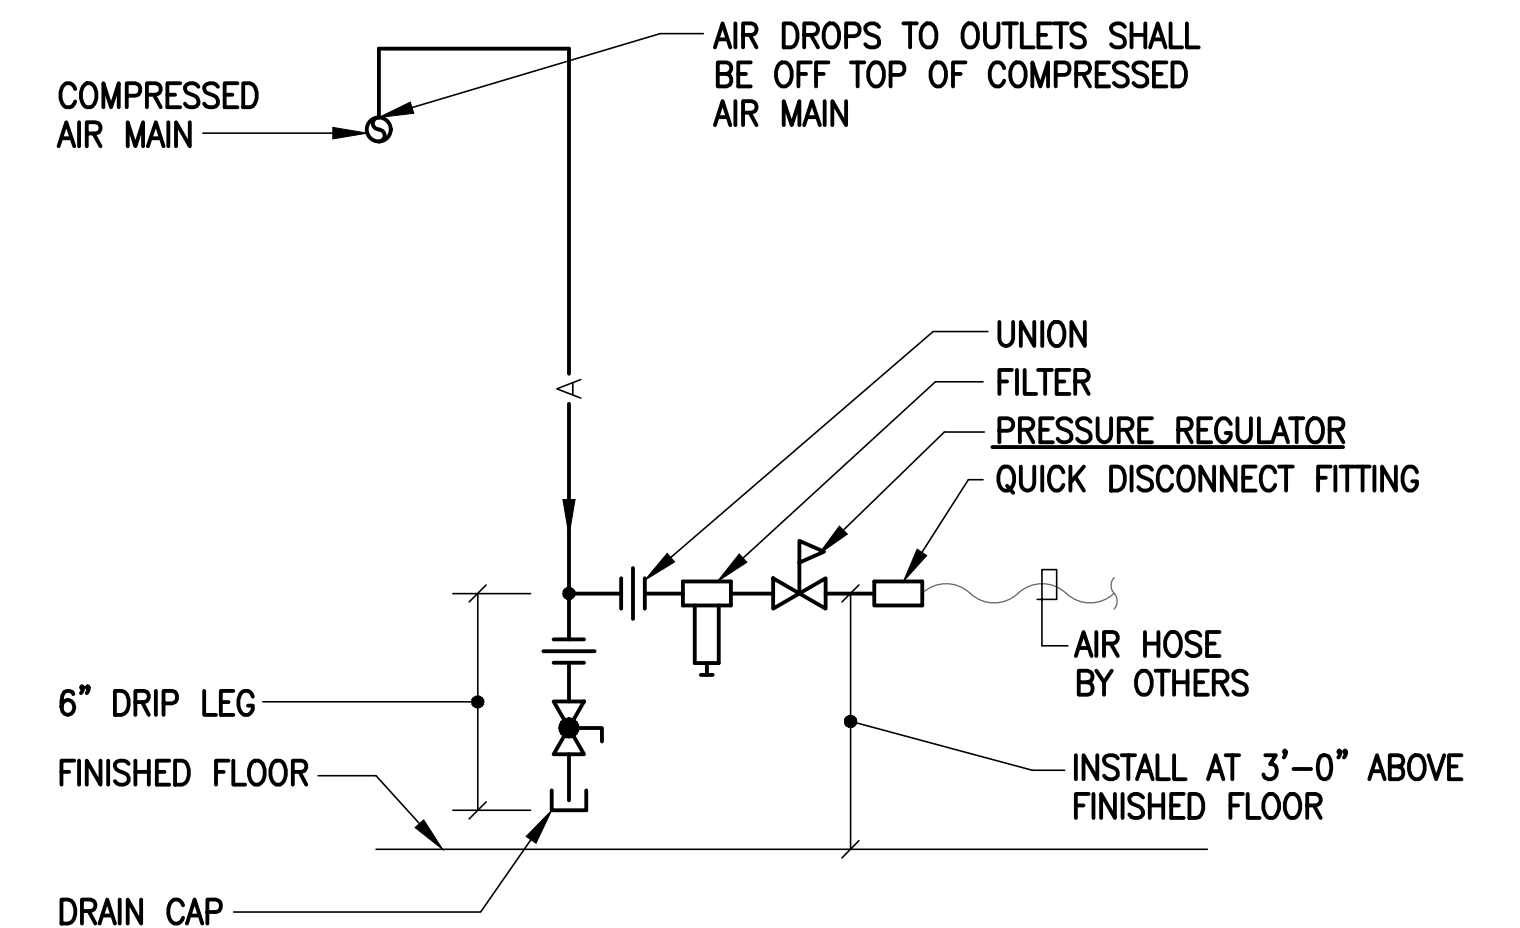 COMPRESSED
AIR MAIN
AIR DROPS TO OUTLETS SHALL
BE OFF TOP OF COMPRESSED
AIR MAIN
A
UNION
FILTER
PRESSURE REGULATOR
QUICK DISCONNECT FITTING
AIR HOSE
BY OTHERS
6" DRIP LEG
FINISHED FLOOR
INSTALL AT 3'-0" ABOVE
FINISHED FLOOR
DRAIN CAP